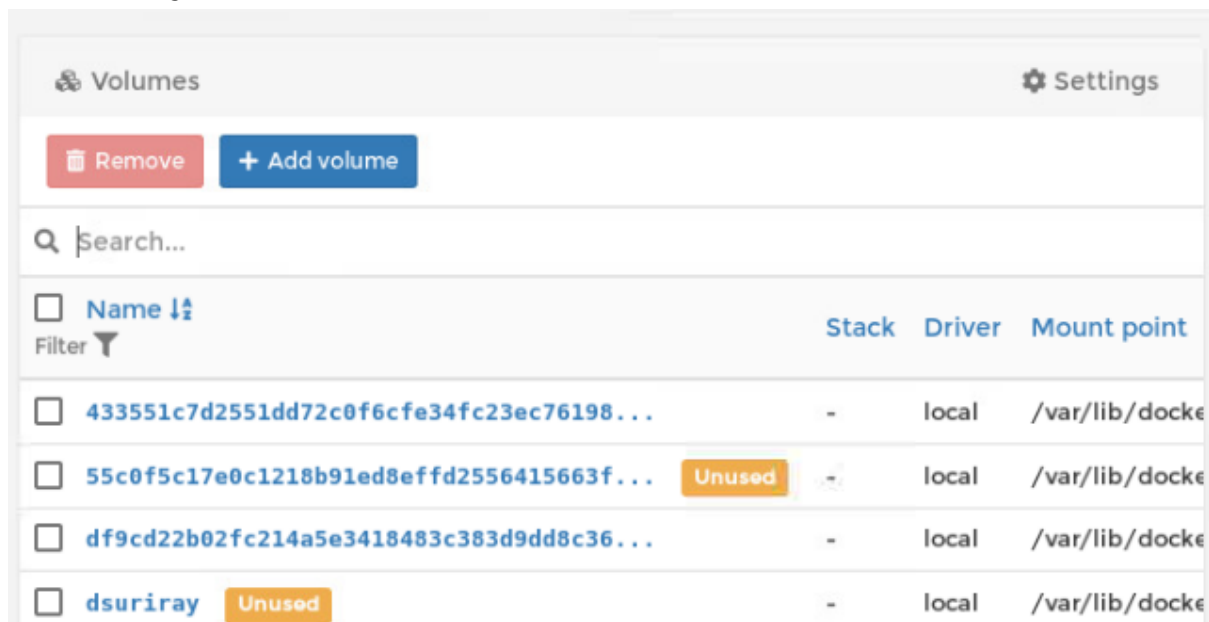 Volumes Settings
Remove + Add volume
Search...
Name
Filter Stack Driver Mount point
433551c7d2551dd72c0f6cfe34fc23ec76198... - local /var/lib/docke
55c0f5c17e0c1218b91ed8effd2556415663f... Unused - local /var/lib/docke
df9cd22b02fc214a5e3418483c383d9dd8c36... - local /var/lib/docke
dsuriray Unused - local /var/lib/docke